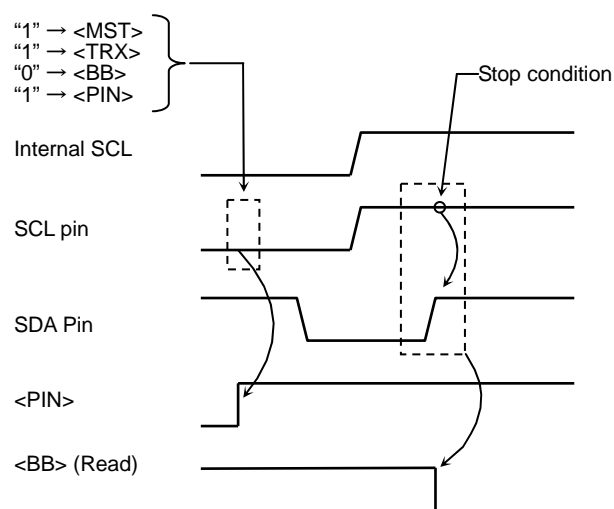 “1” → <MST>
“1” → <TRX>
“0” → <BB>
“1” → <PIN>
Stop condition
Internal SCL
SCL pin
SDA Pin
<PIN>
<BB> (Read)